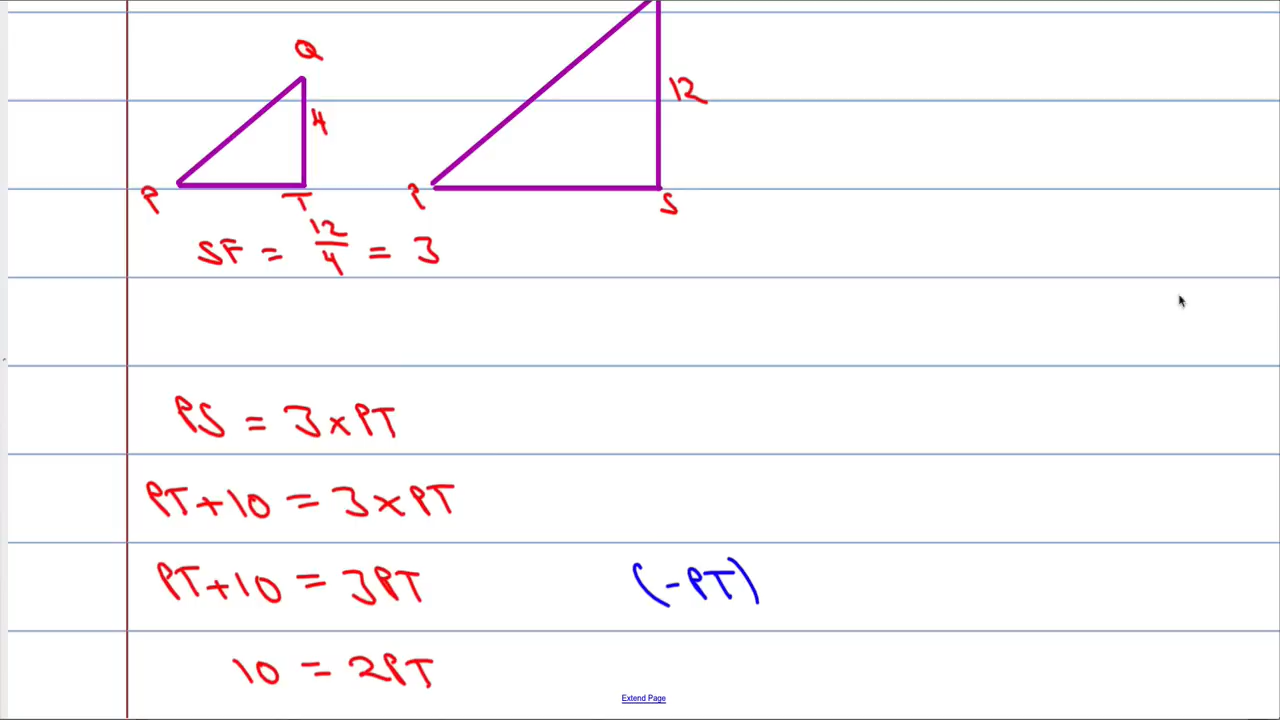 Q
4
12
P
T
P
S
SF = 12/4 = 3
PS = 3×PT
PT+10 = 3×PT
PT+10 = 3PT (-PT)
10 = 2PT
Extend Page